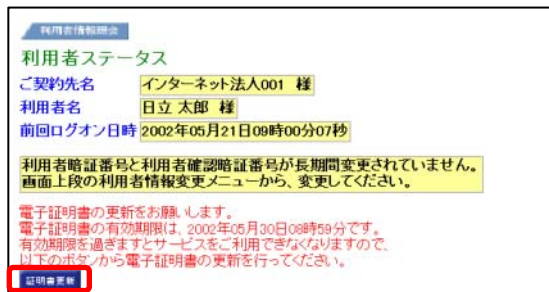 利用者情報照会
利用者ステータス
ご契約先名 インターネット法人001 様
利用者名 日立 太郎 様
前回ログオン日時 2002年05月21日09時00分07秒
利用者暗証番号と利用者確認暗証番号が長期間変更されていません。
画面上段の利用者情報変更メニューから、変更してください。
電子証明書の更新をお願いします。
電子証明書の有効期限は、2002年05月30日08時59分です。
有効期限を過ぎますとサービスをご利用できなくなりますので、
以下のボタンから電子証明書の更新を行ってください。
証明書更新